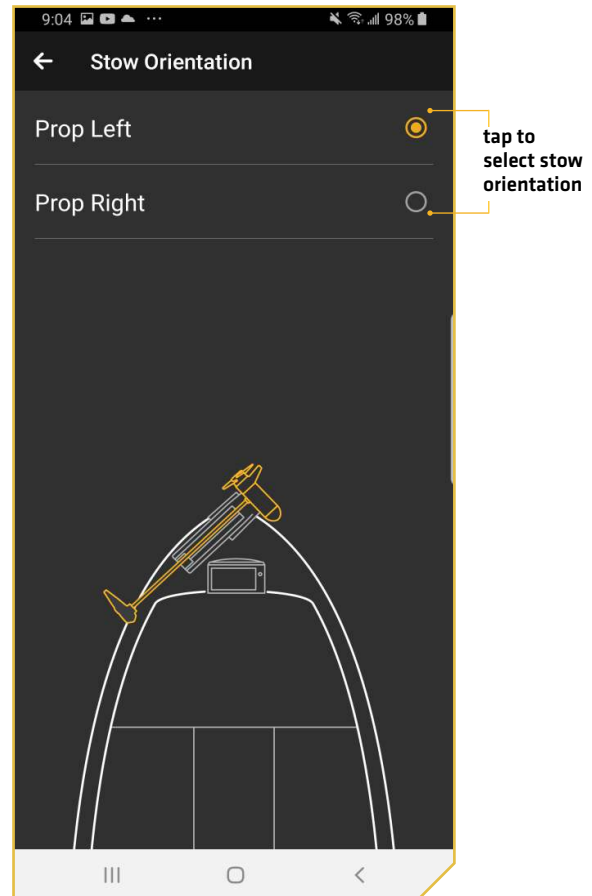 9:04 ··· 98%
Stow Orientation
Prop Left
tap to
select stow
orientation
Prop Right